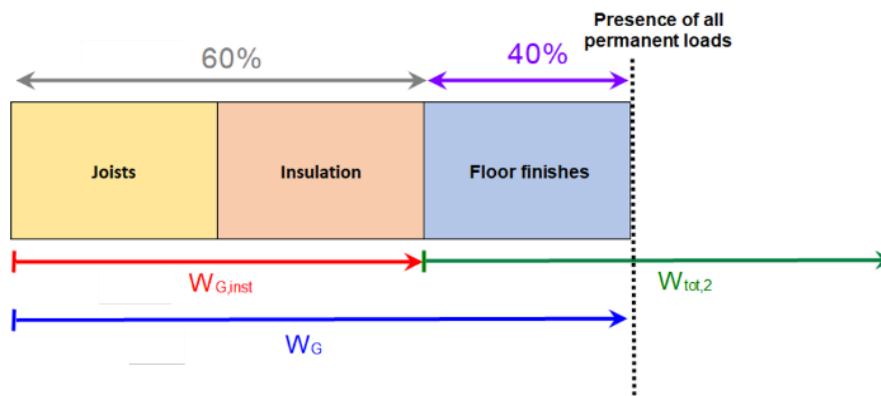 Presence of all
permanent loads
60%
40%
Joists
Insulation
Floor finishes
WG,inst
Wtot,2
WG